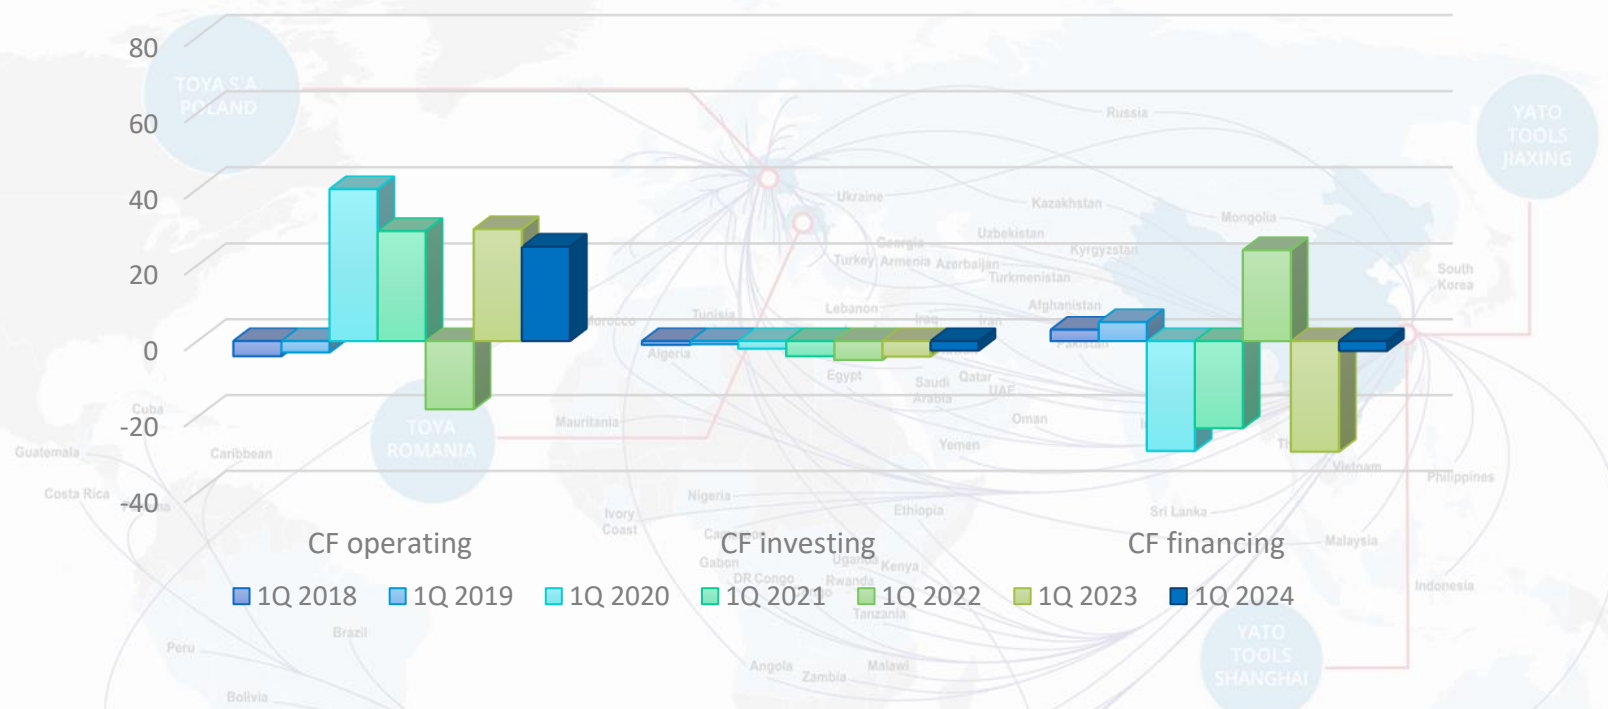 80
60
40
20
0
-20
-40
CF operating
CF investing
CF financing
1Q 2018
1Q 2019
1Q 2020
1Q 2021
1Q 2022
1Q 2023
1Q 2024
TOYA S.A.
POLAND
YATO
TOOLS
JIAXING
TOYA
ROMANIA
YATO
TOOLS
SHANGHAI
Russia
Ukraine
Kazakhstan
Mongolia
Georgia
Uzbekistan
Kyrgyzstan
Turkey
Armenia
Azerbaijan
Turkmenistan
South
Korea
Afghanistan
Lebanon
Tunisia
Morocco
Iraq
Iran
Pakistan
Algeria
Egypt
Saudi
Arabia
Qatar
UAE
Oman
Mauritania
Yemen
Cuba
Guatemala
Caribbean
Costa Rica
Vietnam
Philippines
Nigeria
Ivory
Coast
Ethiopia
Sri Lanka
Malaysia
Cameroon
Gabon
DR Congo
Uganda
Kenya
Rwanda
Tanzania
Indonesia
Brazil
Peru
Bolivia
Angola
Zambia
Malawi